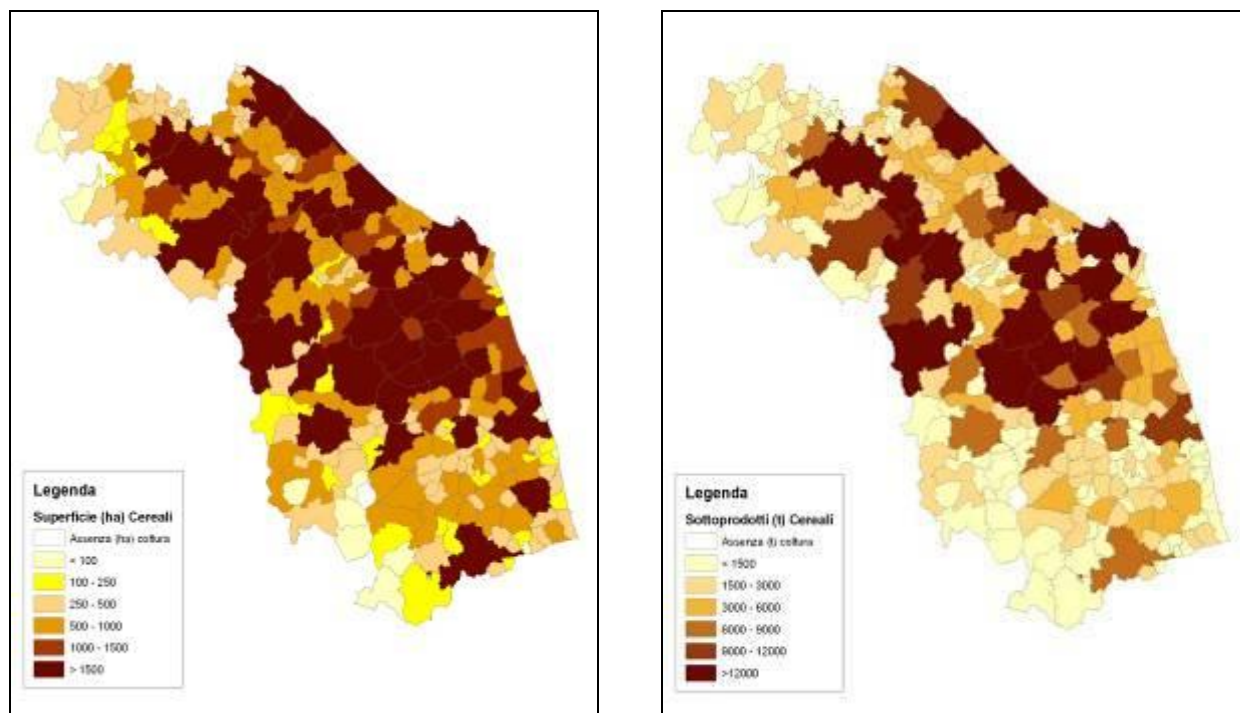 Legenda
Superficie (ha) Cereali
Assenza (ha) coltura
< 100
100 - 250
250 - 500
500 - 1000
1000 - 1500
> 1500
Legenda
Sottoprodotti (t) Cereali
Assenza (t) coltura
< 1500
1500 - 3000
3000 - 6000
6000 - 9000
9000 - 12000
>12000